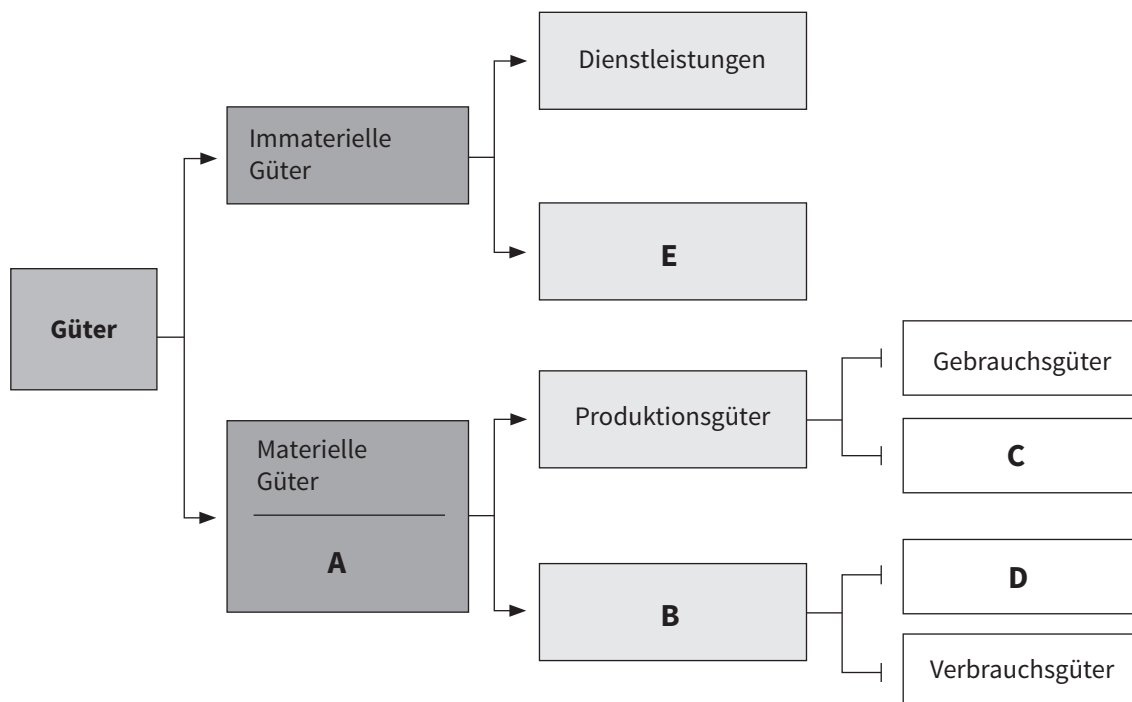 Dienstleistungen
Immaterielle
Güter
E
Güter
Gebrauchsgüter
Produktionsgüter
C
Materielle
Güter
A
D
B
Verbrauchsgüter